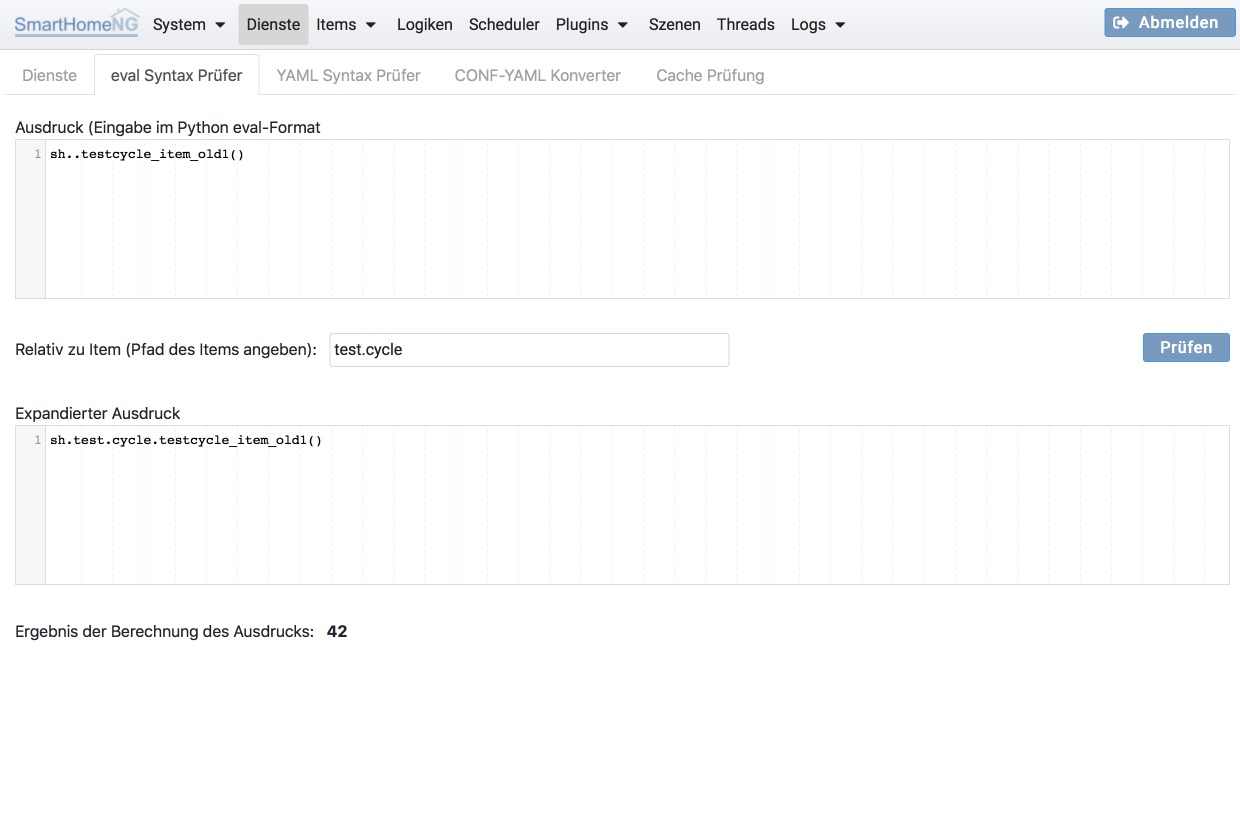 SmartHomeNG System Dienste Items Logiken Scheduler Plugins Szenen Threads Logs Abmelden
Dienste eval Syntax Prüfer YAML Syntax Prüfer CONF-YAML Konverter Cache Prüfung
Ausdruck (Eingabe im Python eval-Format
1 sh..testcycle_item_old1()
Relativ zu Item (Pfad des Items angeben): test.cycle Prüfen
Expandierter Ausdruck
1 sh.test.cycle.testcycle_item_old1()
Ergebnis der Berechnung des Ausdrucks: 42